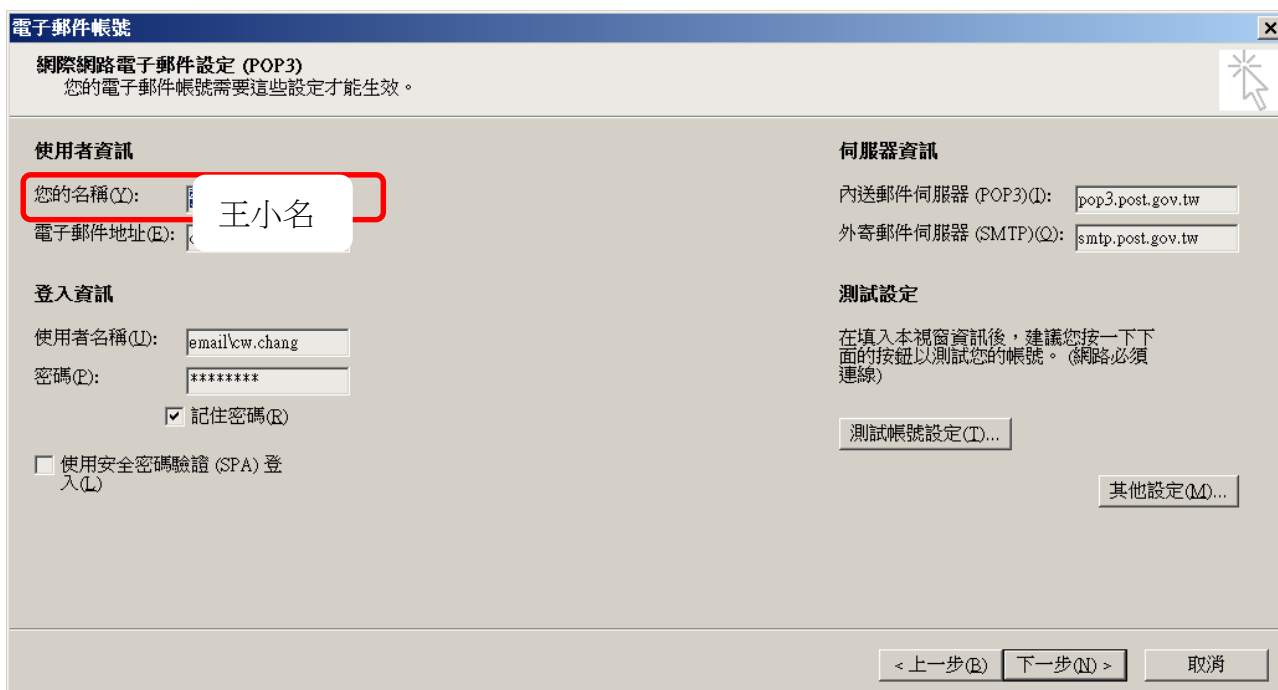 電子郵件帳號
網際網路電子郵件設定 (POP3)
您的電子郵件帳號需要這些設定才能生效。
使用者資訊
您的名稱(Y):
王小名
電子郵件地址(E):
登入資訊
使用者名稱(U):
email\cw.chang
密碼(P):
********
記住密碼(R)
使用安全密碼驗證 (SPA) 登
入(L)
伺服器資訊
內送郵件伺服器 (POP3)(I):
pop3.post.gov.tw
外寄郵件伺服器 (SMTP)(O):
smtp.post.gov.tw
測試設定
在填入本視窗資訊後，建議您按一下下
面的按鈕以測試您的帳號。 (網路必須
連線)
測試帳號設定(T)...
其他設定(M)...
< 上一步(B)
下一步(N) >
取消